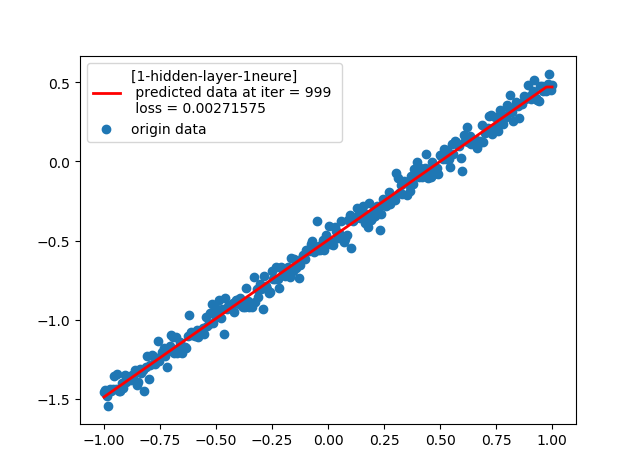 [1-hidden-layer-1neure]
predicted data at iter = 999
loss = 0.00271575
origin data
0.5
0.0
−0.5
−1.0
−1.5
−1.00 −0.75 −0.50 −0.25 0.00 0.25 0.50 0.75 1.00